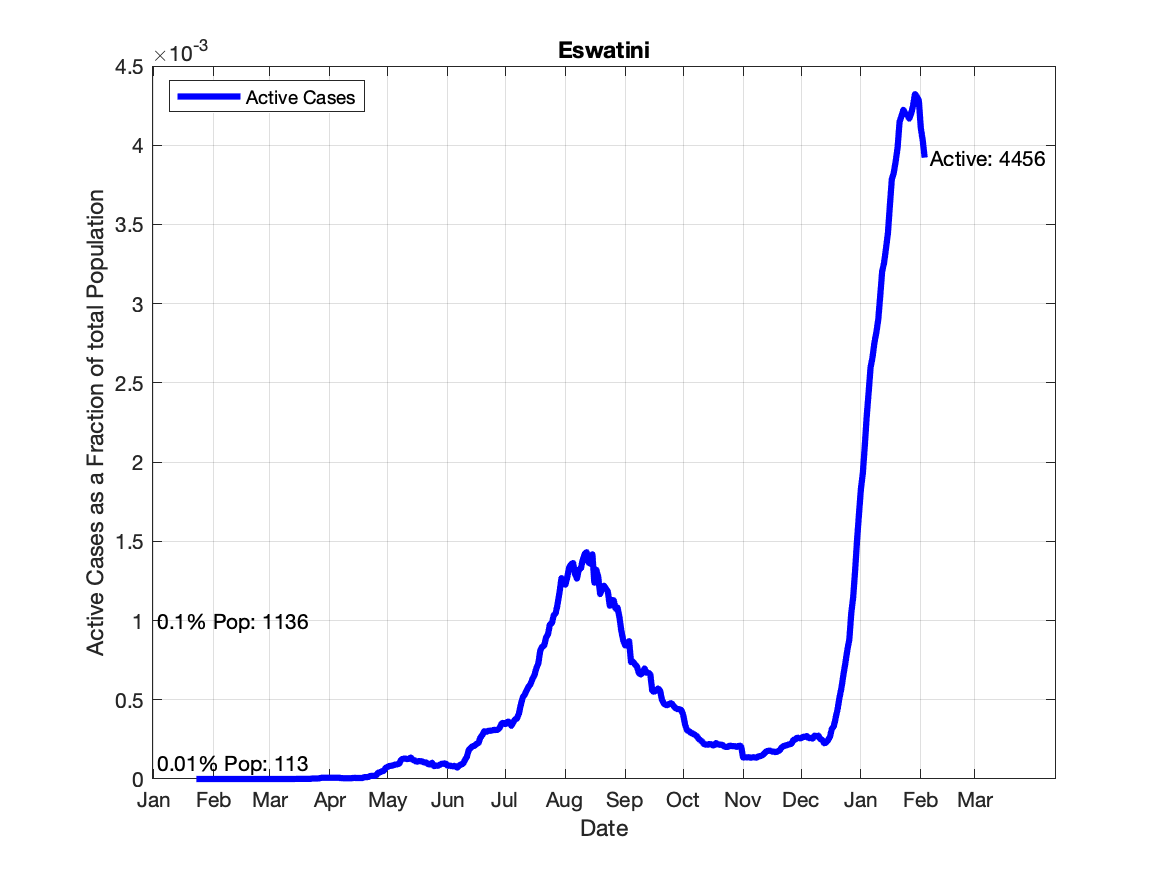 Eswatini
×10-3
4.5
4
3.5
3
2.5
2
1.5
1
0.5
0
Active Cases as a Fraction of total Population
Active Cases
Active: 4456
0.1% Pop: 1136
0.01% Pop: 113
Jan Feb Mar Apr May Jun Jul Aug Sep Oct Nov Dec Jan Feb Mar
Date